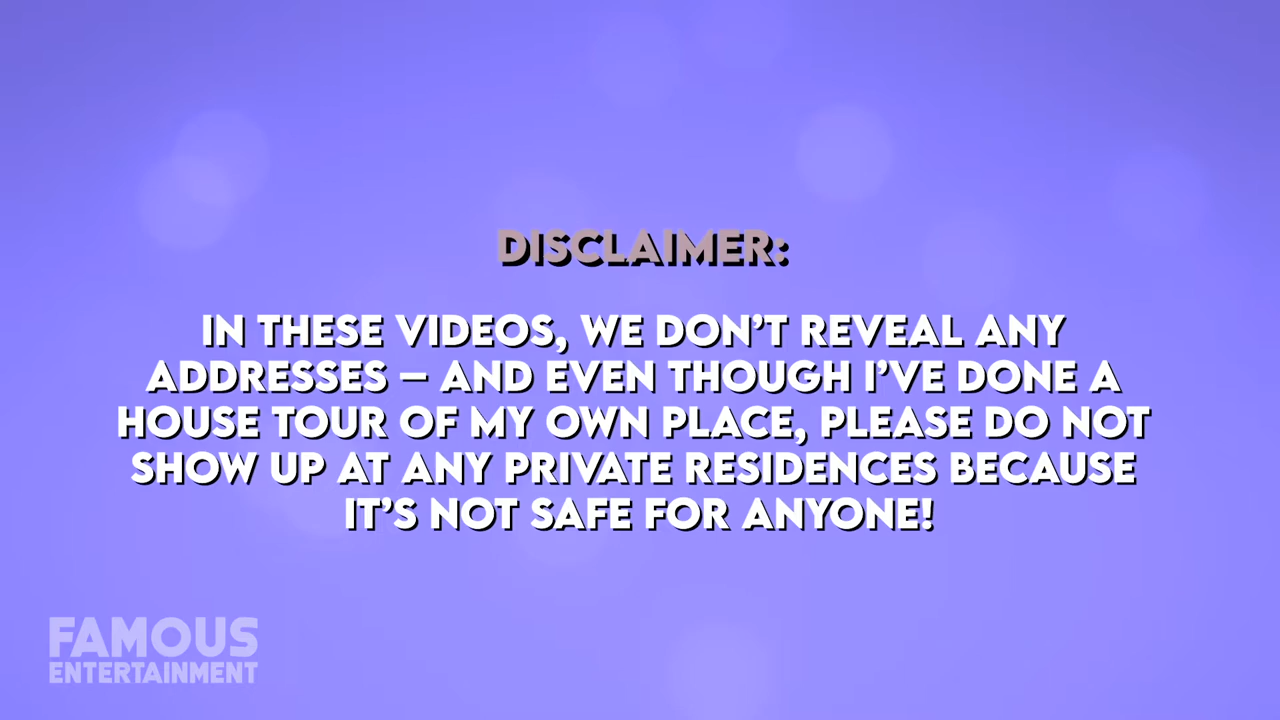 DISCLAIMER:
IN THESE VIDEOS, WE DON'T REVEAL ANY
ADDRESSES – AND EVEN THOUGH I'VE DONE A
HOUSE TOUR OF MY OWN PLACE, PLEASE DO NOT
SHOW UP AT ANY PRIVATE RESIDENCES BECAUSE
IT'S NOT SAFE FOR ANYONE!
FAMOUS
ENTERTAINMENT